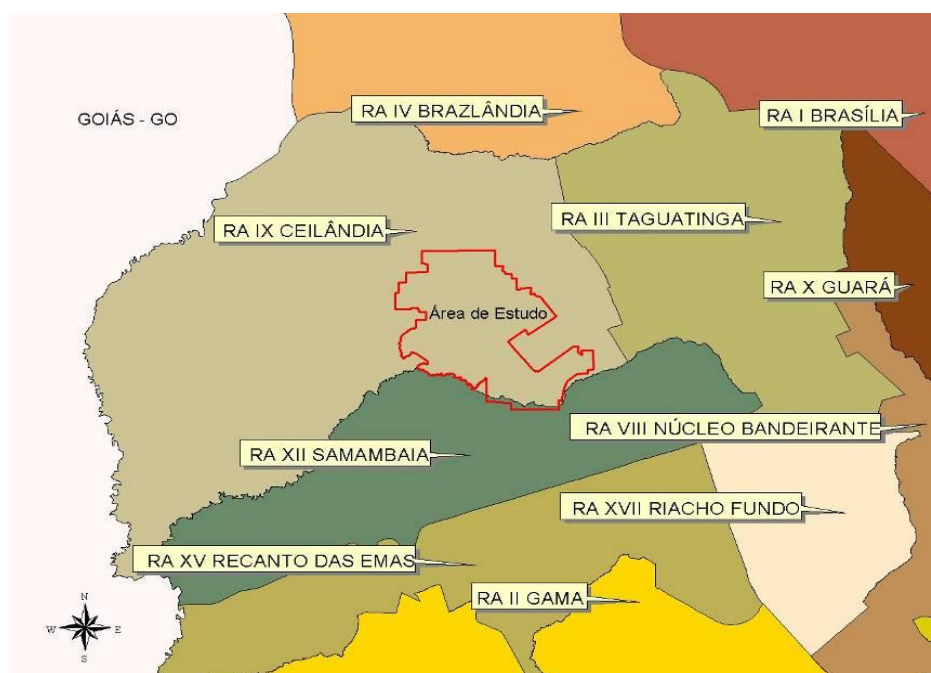 RA IV BRAZLÂNDIA
RA I BRASÍLIA
GOIÁS - GO
RA III TAGUATINGA
RA IX CEILÂNDIA
RA X GUARÁ
Área de Estudo
RA VIII NÚCLEO BANDEIRANTE
RA XII SAMAMBAIA
RA XVII RIACHO FUNDO
RA XV RECANTO DAS EMAS
RA II GAMA
N
W E
S